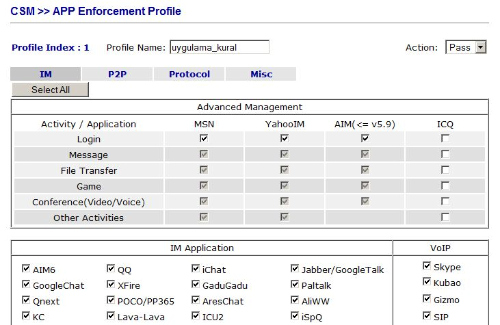 CSM >> APP Enforcement Profile
Profile Index : 1 Profile Name: uygulama_kural Action: Pass
IM P2P Protocol Misc
Select All
Advanced Management
Activity / Application MSN YahooIM AIM(<= v5.9) ICQ
Login
Message
File Transfer
Game
Conference(Video/Voice)
Other Activities
IM Application VoIP
AIM6 QQ iChat Jabber/GoogleTalk Skype
GoogleChat XFire GaduGadu Paltalk Kubao
Qnext POCO/PP365 AresChat AliWW Gizmo
KC Lava-Lava ICU2 iSpQ SIP